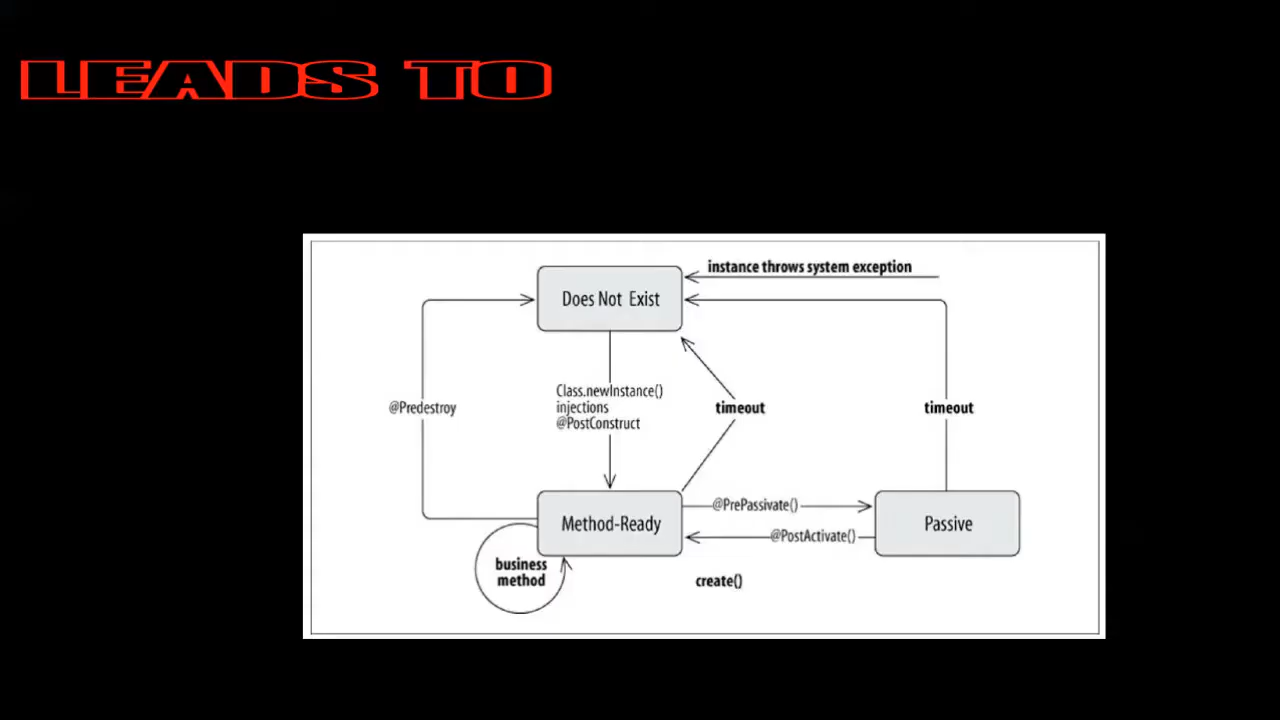 LEADS TO
instance throws system exception
Does Not Exist
Class.newInstance()
injections
@PostConstruct
@Predestroy
timeout
timeout
Method-Ready
@PrePassivate()
@PostActivate()
Passive
business
method
create()